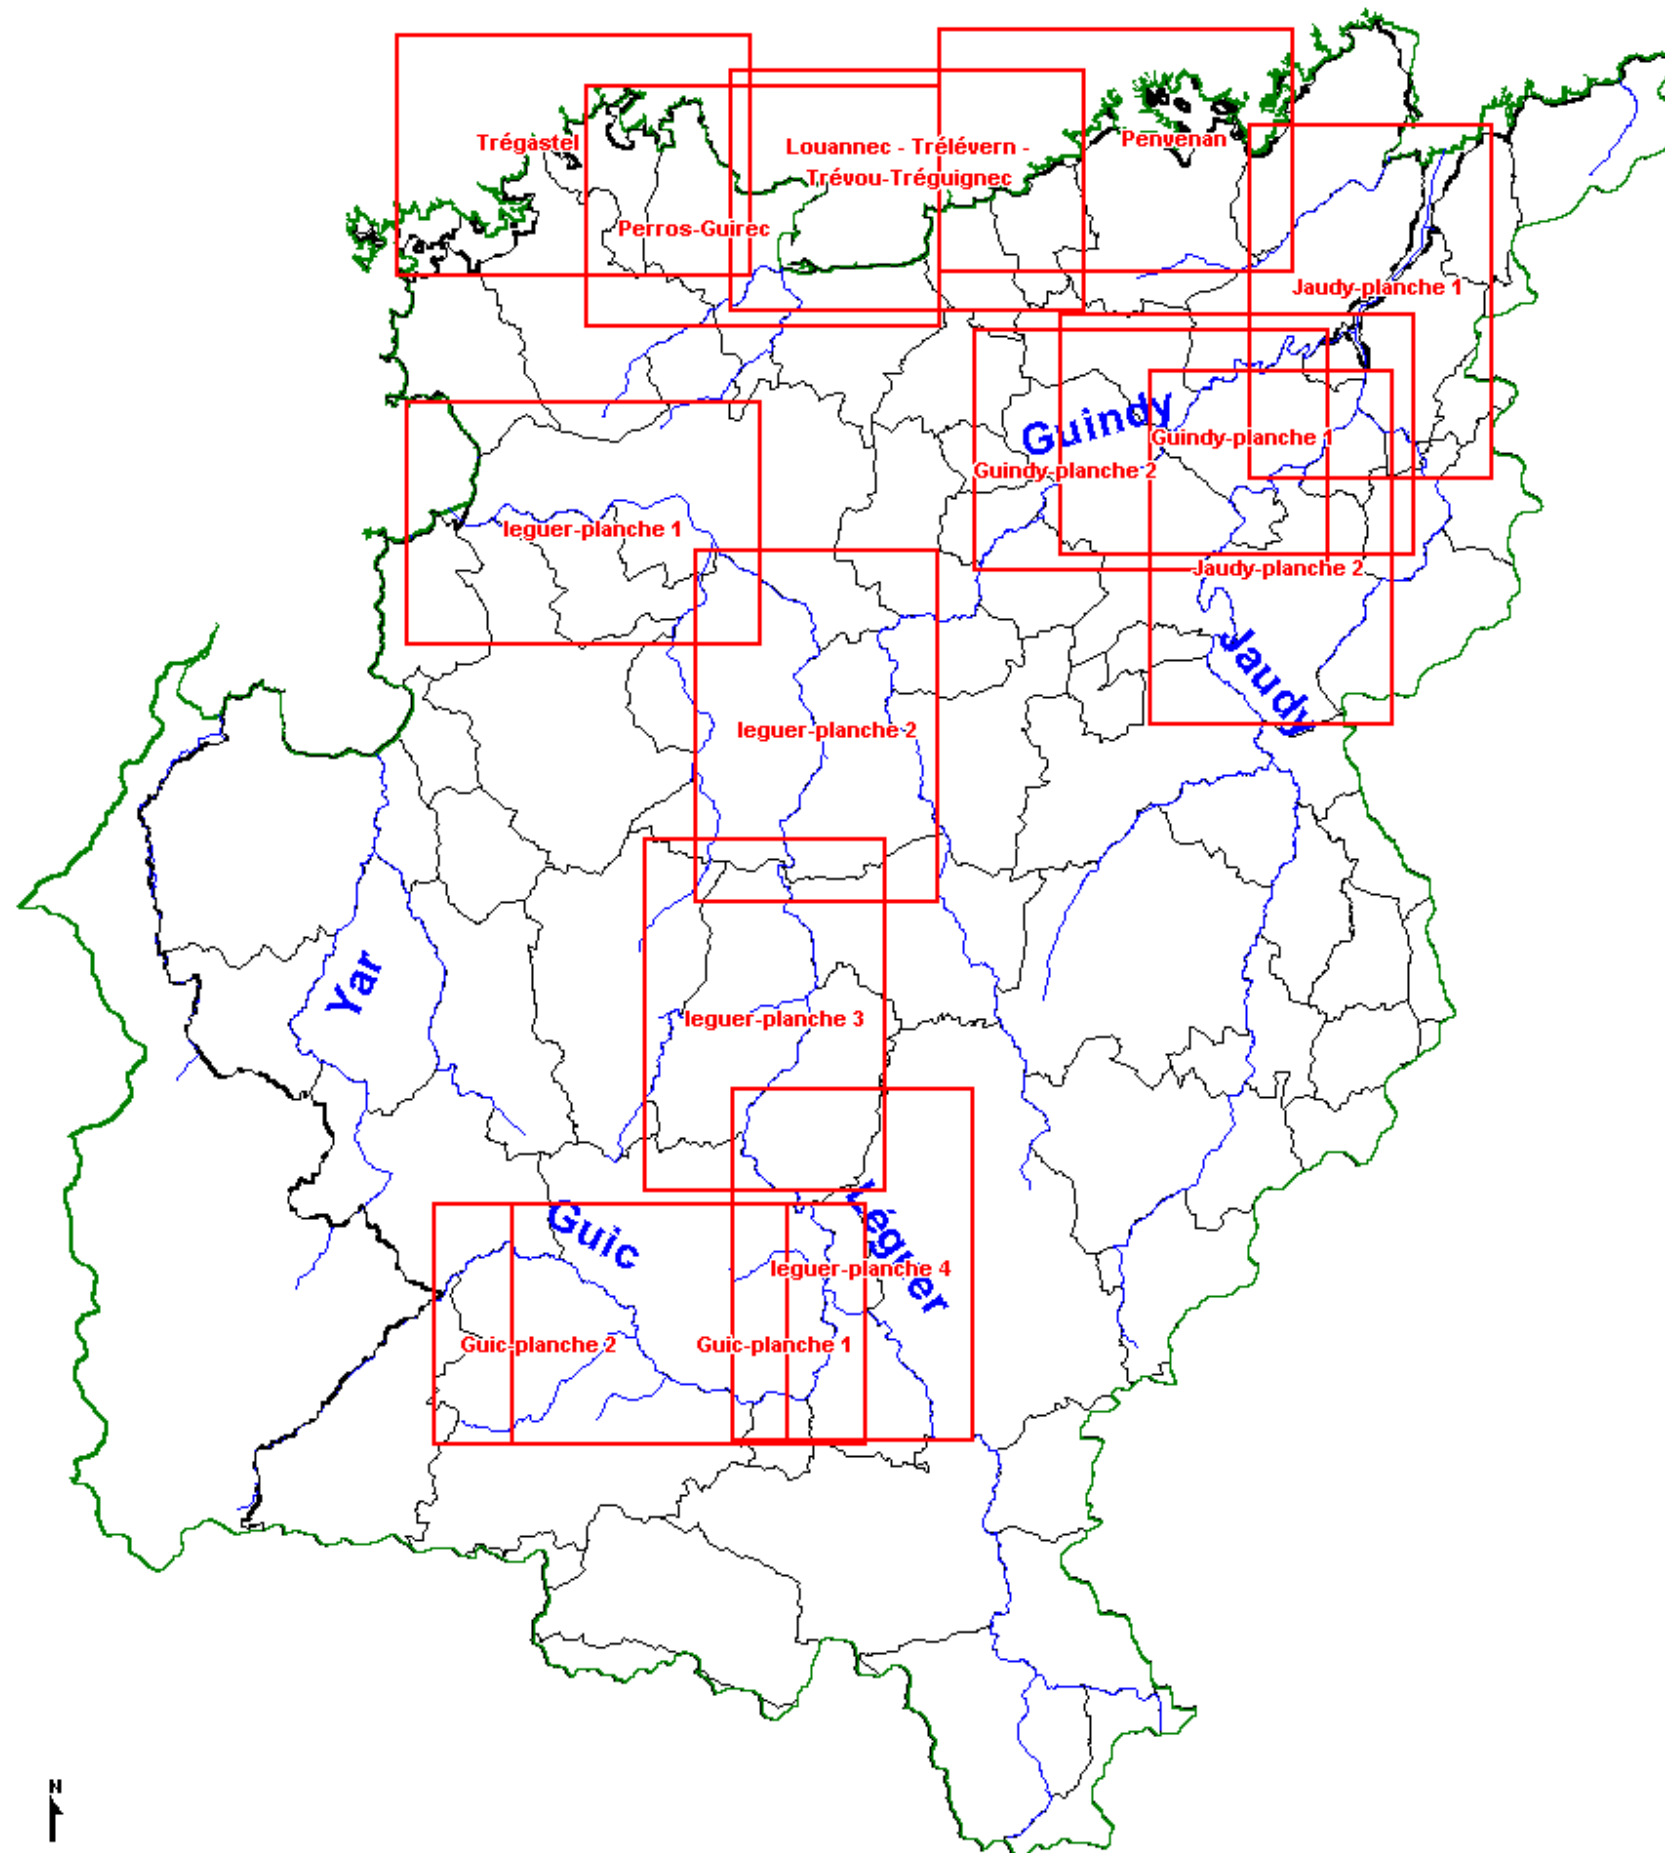 Trégastel
Penvenan
Louannec - Trélévern -
Trévou-Tréguignec
Perros-Guirec
Jaudy-planche 1
Guindy
Guindy-planche 1
Guindy-planche 2
leguer-planche 1
Jaudy-planche 2
Jaudy
leguer-planche 2
Yar
leguer-planche 3
Guic
Léguer
leguer-planche 4
Guic-planche 2
Guic-planche 1
N